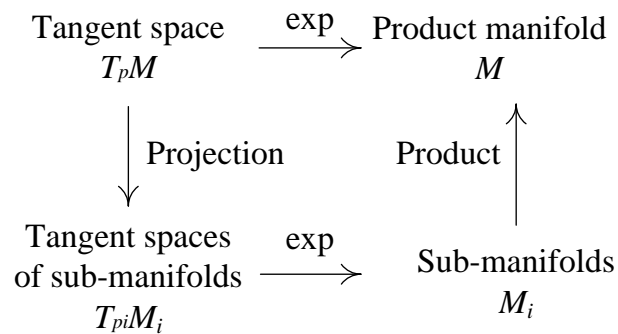 Tangent space
TpM
exp
Product manifold
M
Projection
Product
Tangent spaces
of sub-manifolds
TpiMi
exp
Sub-manifolds
Mi